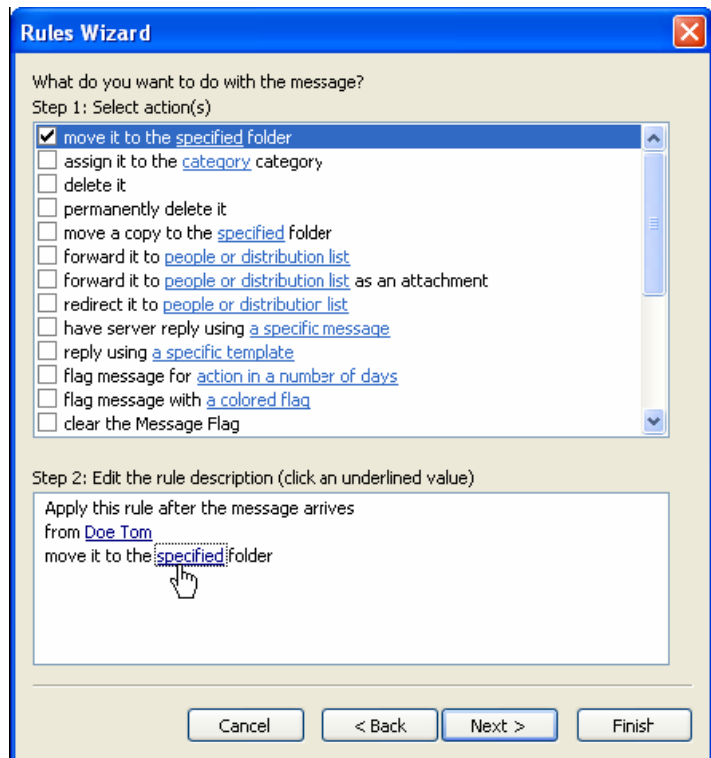 Rules Wizard
What do you want to do with the message?
Step 1: Select action(s)
move it to the specified folder
assign it to the category category
delete it
permanently delete it
move a copy to the specified folder
forward it to people or distribution list
forward it to people or distribution list as an attachment
redirect it to people or distribution list
have server reply using a specific message
reply using a specific template
flag message for action in a number of days
flag message with a colored flag
clear the Message Flag
Step 2: Edit the rule description (click an underlined value)
Apply this rule after the message arrives
from Doe Tom
move it to the specified folder
Cancel < Back Next > Finish